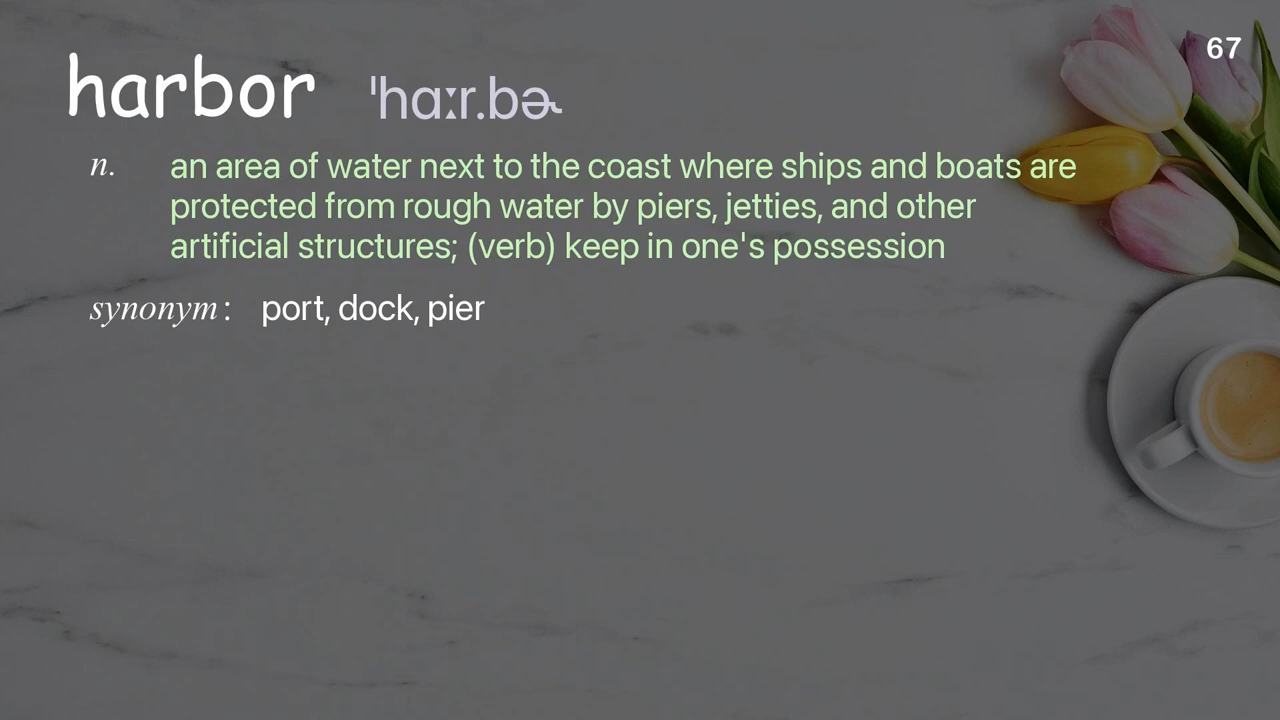 67
harbor ˈhɑːr.bɚ
n. an area of water next to the coast where ships and boats are
protected from rough water by piers, jetties, and other
artificial structures; (verb) keep in one's possession
synonym : port, dock, pier